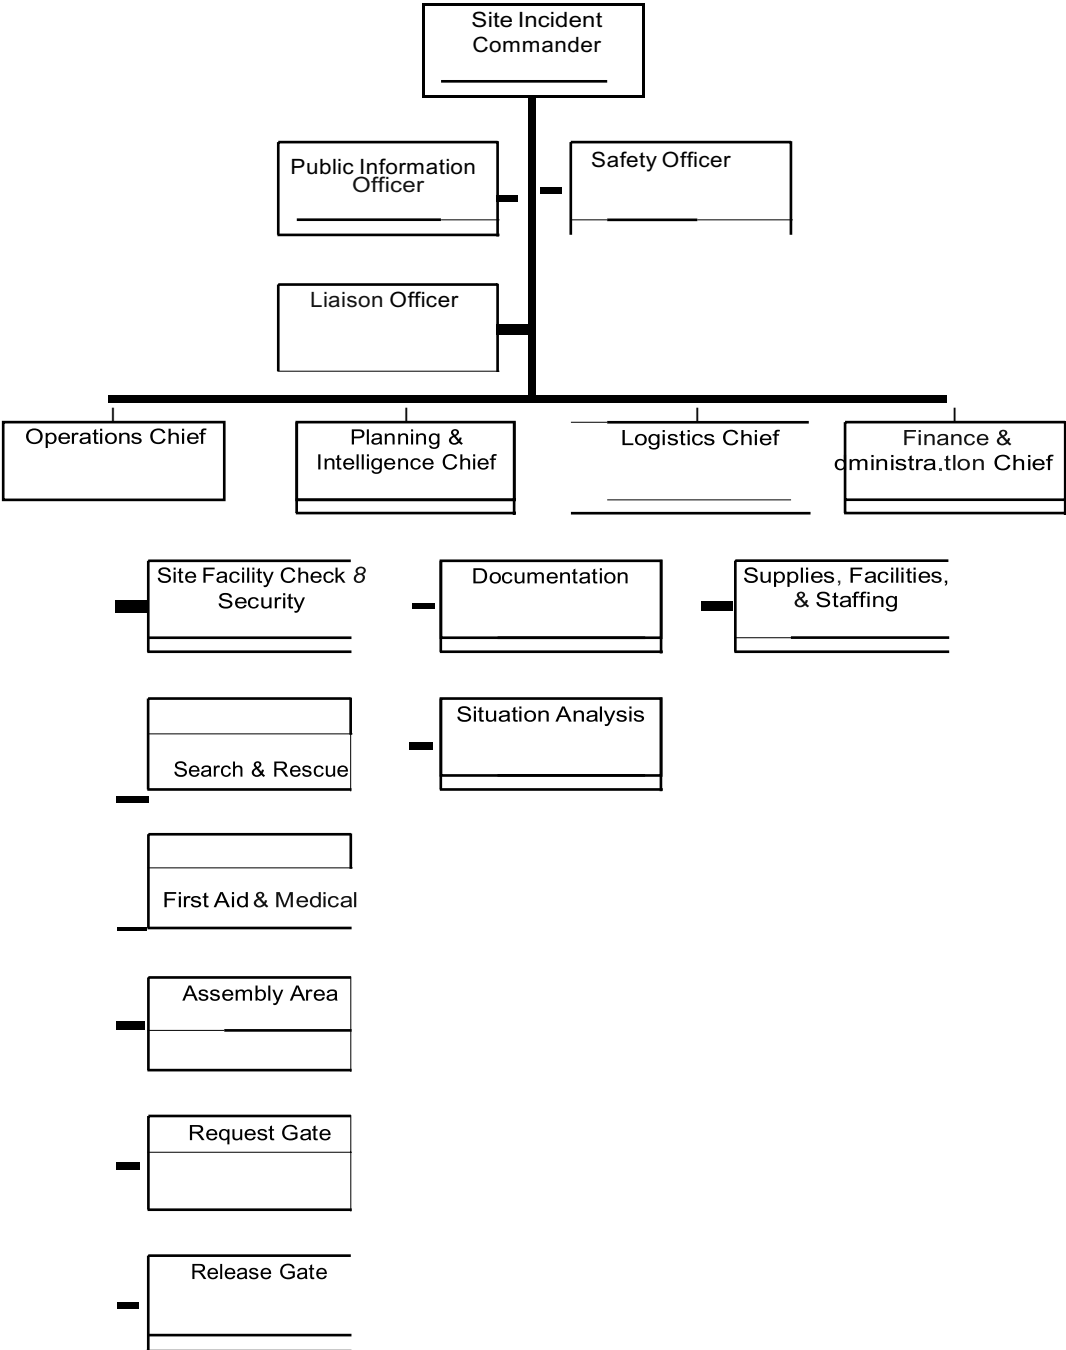 Site Incident
Commander
Public Information
Officer
Safety Officer
Liaison Officer
Operations Chief
Planning &
Intelligence Chief
Logistics Chief
Finance &
dministra.tlon Chief
Site Facility Check 8
Security
Documentation
Supplies, Facilities,
& Staffing
Search & Rescue
Situation Analysis
First Aid & Medical
Assembly Area
Request Gate
Release Gate